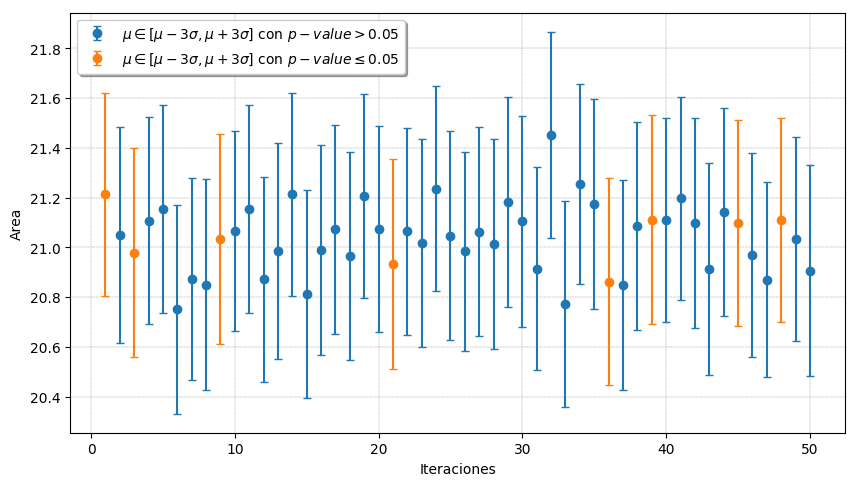 μ ∈ [μ − 3σ, μ + 3σ] con p − value > 0.05
μ ∈ [μ − 3σ, μ + 3σ] con p − value ≤ 0.05
21.8
21.6
21.4
21.2
21.0
20.8
20.6
20.4
Area
0 10 20 30 40 50
Iteraciones